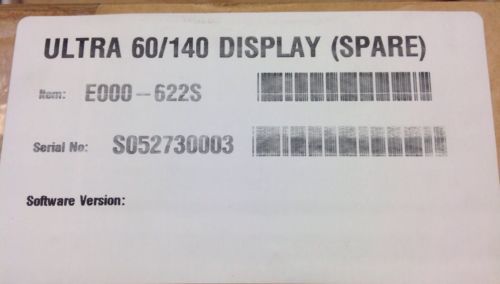 ULTRA 60/140 DISPLAY (SPARE)
Item: E000-622S
Serial No: S052730003
Software Version: